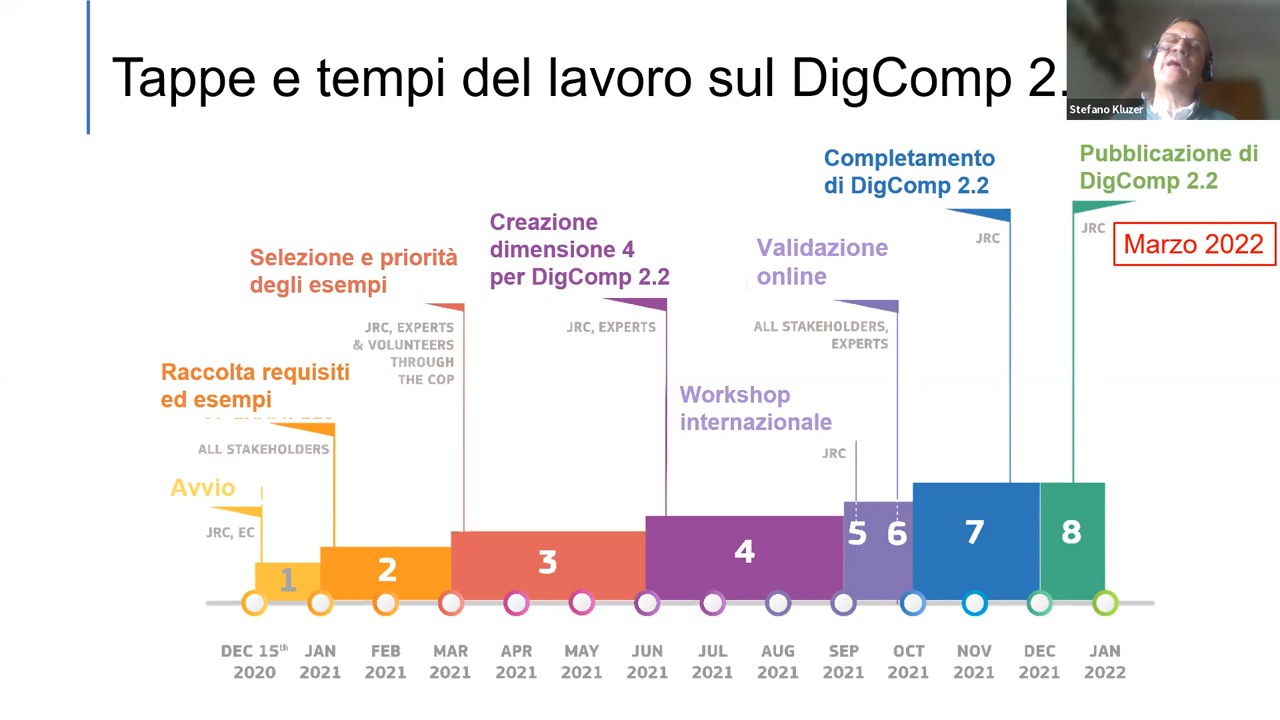 Tappe e tempi del lavoro sul DigComp 2.
Stefano Kluzer
Completamento
di DigComp 2.2
JRC
Pubblicazione di
DigComp 2.2
JRC
Marzo 2022
Creazione
dimensione 4
per DigComp 2.2
JRC, EXPERTS
Validazione
online
ALL STAKEHOLDERS,
EXPERTS
Selezione e priorità
degli esempi
JRC, EXPERTS
& VOLUNTEERS
THROUGH
THE COP
Raccolta requisiti
ed esempi
ALL STAKEHOLDERS
Workshop
internazionale
JRC
Avvio
JRC, EC
1 2 3 4 5 6 7 8
DEC 15th JAN FEB MAR APR MAY JUN JUL AUG SEP OCT NOV DEC JAN
2020 2021 2021 2021 2021 2021 2021 2021 2021 2021 2021 2021 2021 2022